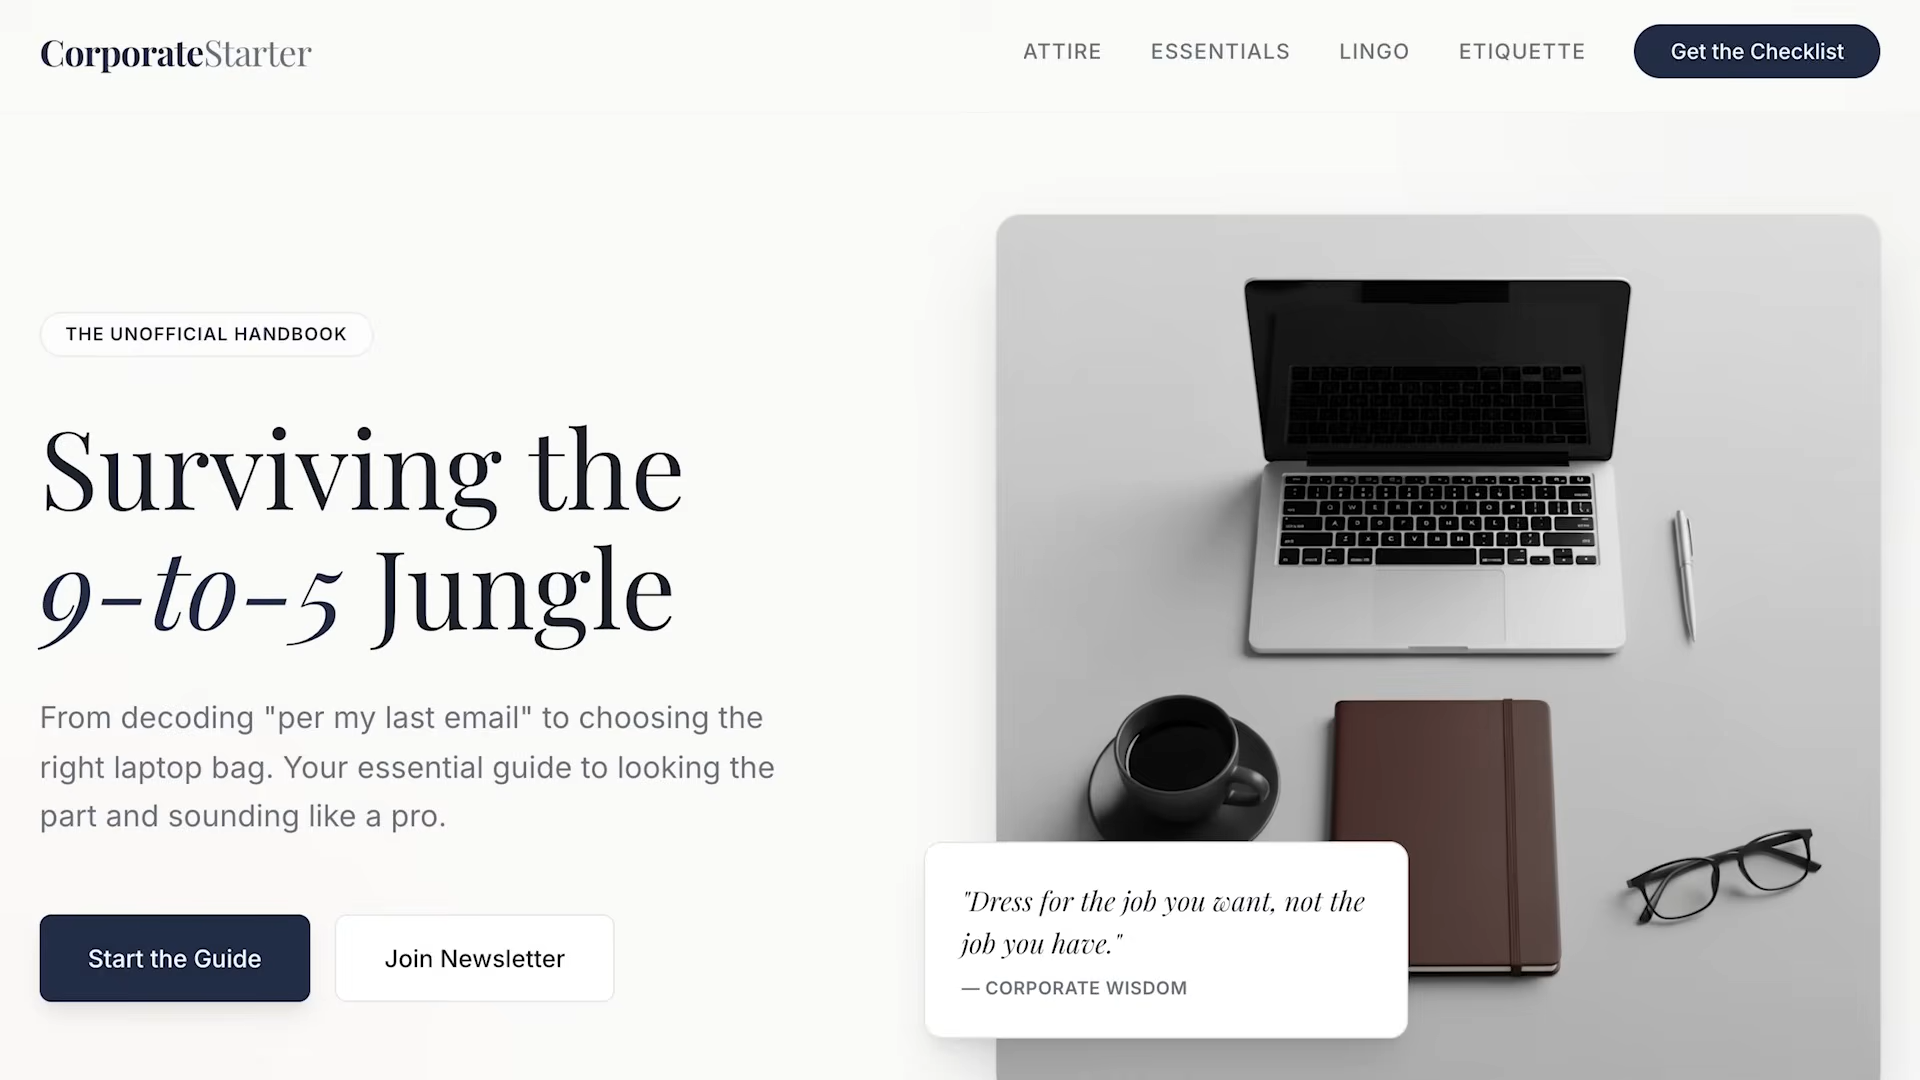 CorporateStarter
ATTIRE
ESSENTIALS
LINGO
ETIQUETTE
Get the Checklist
THE UNOFFICIAL HANDBOOK
Surviving the
9-to-5 Jungle
From decoding "per my last email" to choosing the
right laptop bag. Your essential guide to looking the
part and sounding like a pro.
Start the Guide
Join Newsletter
"Dress for the job you want, not the
job you have."
— CORPORATE WISDOM